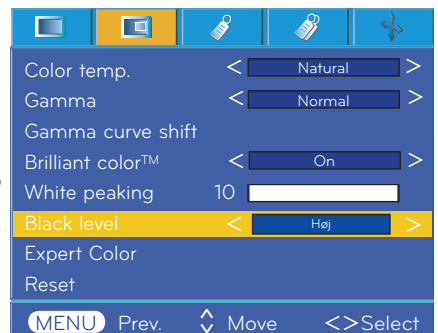 Color temp. < Natural >
Gamma < Normal >
Gamma curve shift
Brilliant color™ < On >
White peaking 10
Black level < Høj >
Expert Color
Reset
MENU Prev. Move <>Select